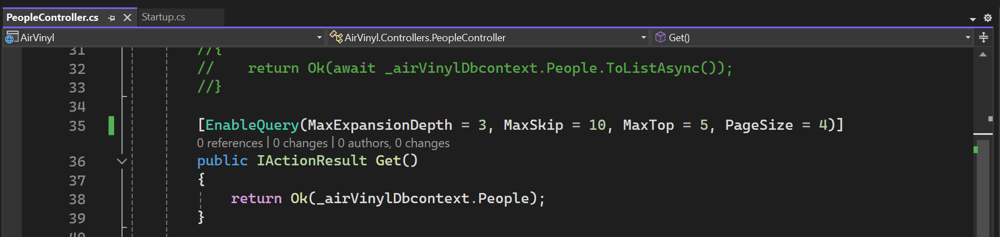 PeopleController.cs Startup.cs
AirVinyl AirVinyl.Controllers.PeopleController Get()
31 //{
32 //    return Ok(await _airVinylDbcontext.People.ToListAsync());
33 //}
34
35 [EnableQuery(MaxExpansionDepth = 3, MaxSkip = 10, MaxTop = 5, PageSize = 4)]
0 references | 0 changes | 0 authors, 0 changes
36 public IActionResult Get()
37 {
38     return Ok(_airVinylDbcontext.People);
39 }
40